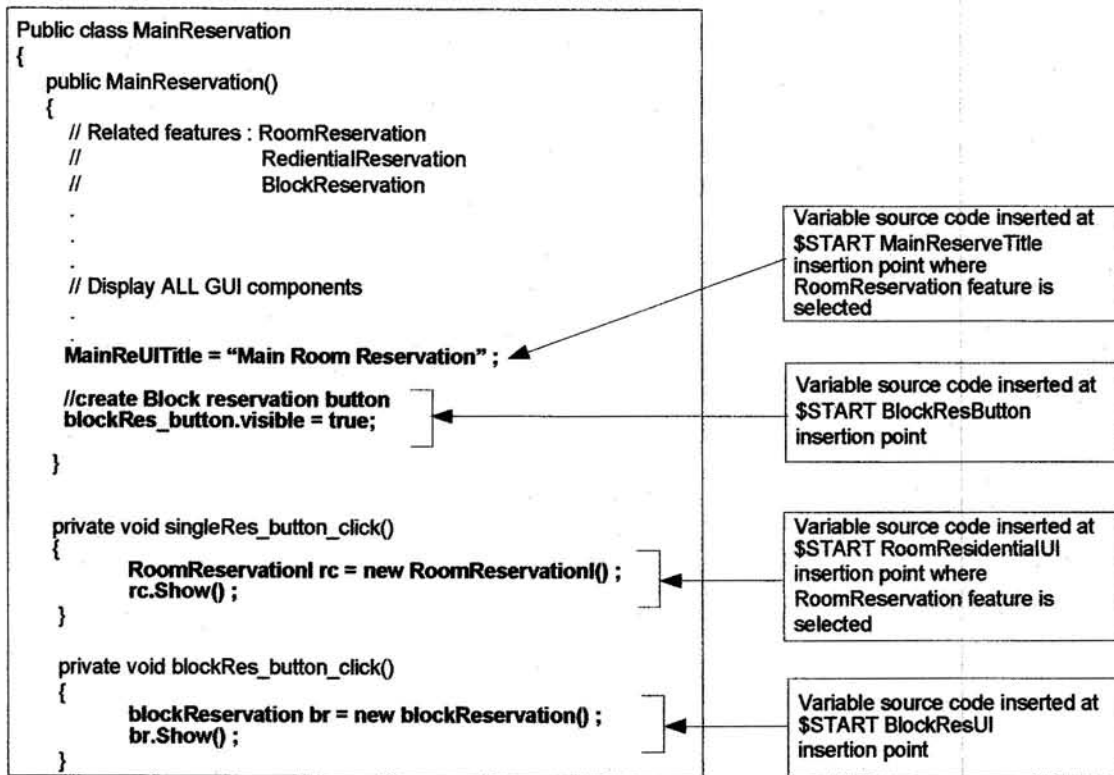 Public class MainReservation
{
public MainReservation()
{
// Related features : RoomReservation
// RedientialReservation
// BlockReservation
.
.
.
// Display ALL GUI components
.
.
MainReUITitle = “Main Room Reservation” ;
//create Block reservation button
blockRes_button.visible = true;
}
private void singleRes_button_click()
{
RoomReservationI rc = new RoomReservationI() ;
rc.Show() ;
}
private void blockRes_button_click()
{
blockReservation br = new blockReservation() ;
br.Show() ;
}
Variable source code inserted at
$START MainReserveTitle
insertion point where
RoomReservation feature is
selected
Variable source code inserted at
$START BlockResButton
insertion point
Variable source code inserted at
$START RoomResidentialUI
insertion point where
RoomReservation feature is
selected
Variable source code inserted at
$START BlockResUI
insertion point